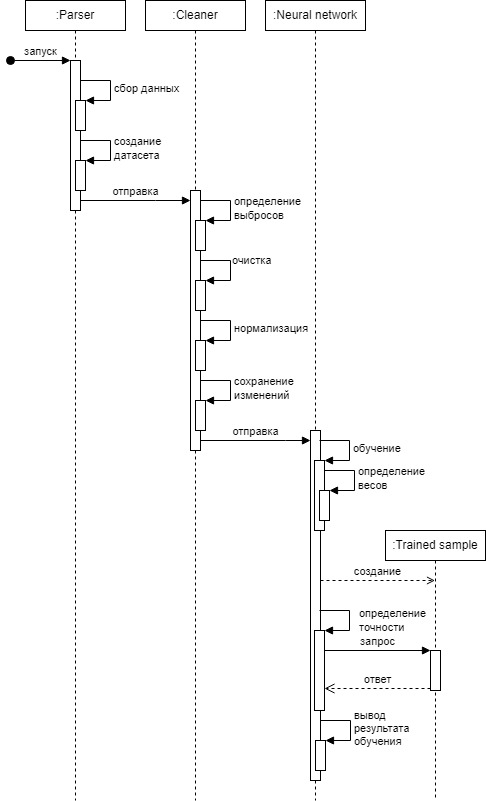 :Parser
:Cleaner
:Neural network
запуск
сбор данных
создание
датасета
отправка
определение
выбросов
очистка
нормализация
сохранение
изменений
отправка
обучение
определение
весов
:Trained sample
создание
определение
точности
запрос
ответ
вывод
результата
обучения